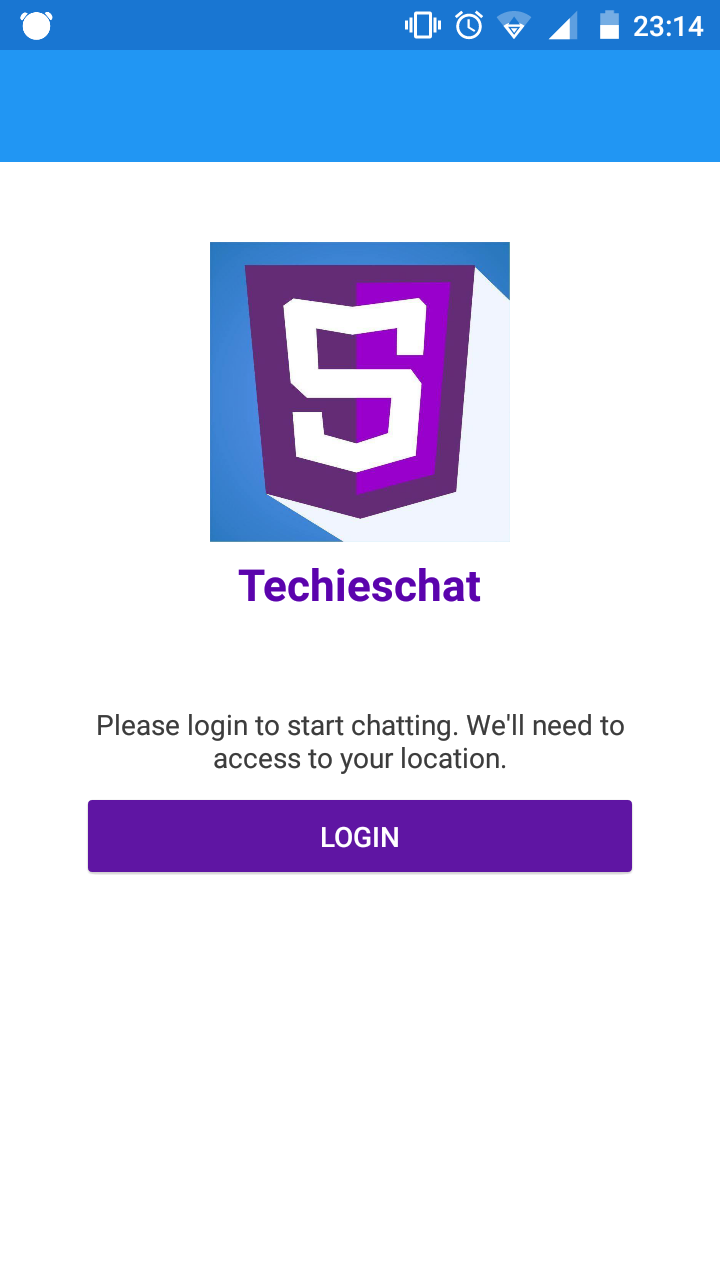 23:14
S
Techieschat
Please login to start chatting. We'll need to
access to your location.
LOGIN